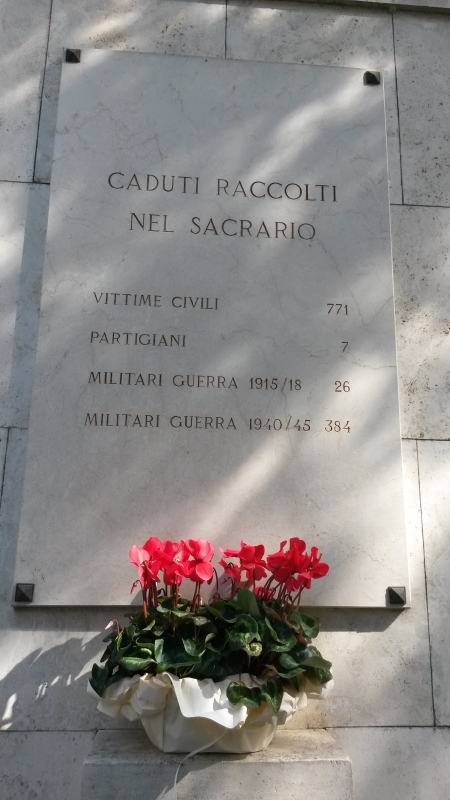 CADUTI RACCOLTI
NEL SACRARIO
VITTIME CIVILI 771
PARTIGIANI 7
MILITARI GUERRA 1915/18 26
MILITARI GUERRA 1940/45 384